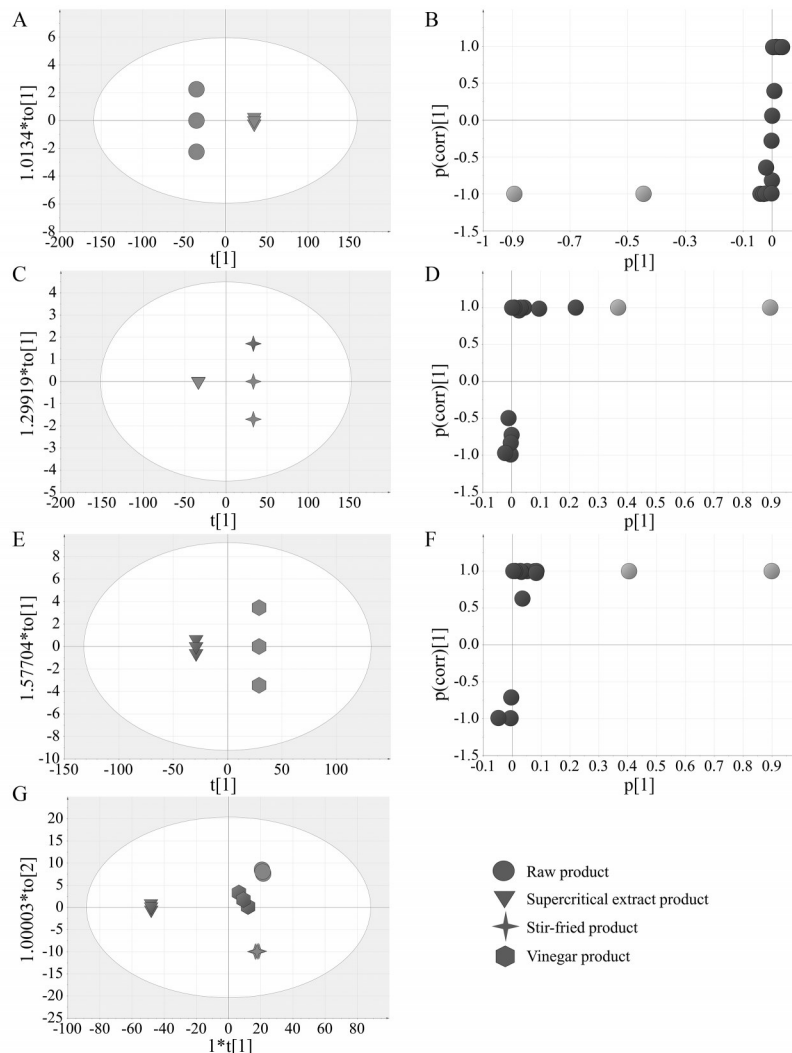 A
6
4
2
0
-2
-4
-6
-8
1.0134*to[1]
-200 -150 -100 -50 0 50 100 150
t[1]
B
1.5
1.0
0.5
0.0
-0.5
-1.0
-1.5
p(corr)[1]
-1 -0.9 -0.7 -0.5 -0.3 -0.1 0
p[1]
C
4
3
2
1
0
-1
-2
-3
-4
-5
1.29919*to[1]
-200 -150 -100 -50 0 50 100 150
t[1]
D
1.5
1.0
0.5
0.0
-0.5
-1.0
-1.5
p(corr)[1]
-0.1 0 0.1 0.2 0.3 0.4 0.5 0.6 0.7 0.8 0.9
p[1]
E
8
6
4
2
0
-2
-4
-6
-8
-10
1.57704*to[1]
-150 -100 -50 0 50 100
t[1]
F
1.5
1.0
0.5
0.0
-0.5
-1.0
-1.5
p(corr)[1]
-0.1 0 0.1 0.2 0.3 0.4 0.5 0.6 0.7 0.8 0.9
p[1]
G
20
15
10
5
0
-5
-10
-15
-20
-25
1.00003*to[2]
-100 -80 -60 -40 -20 0 20 40 60 80
1*t[1]
Raw product
Supercritical extract product
Stir-fried product
Vinegar product